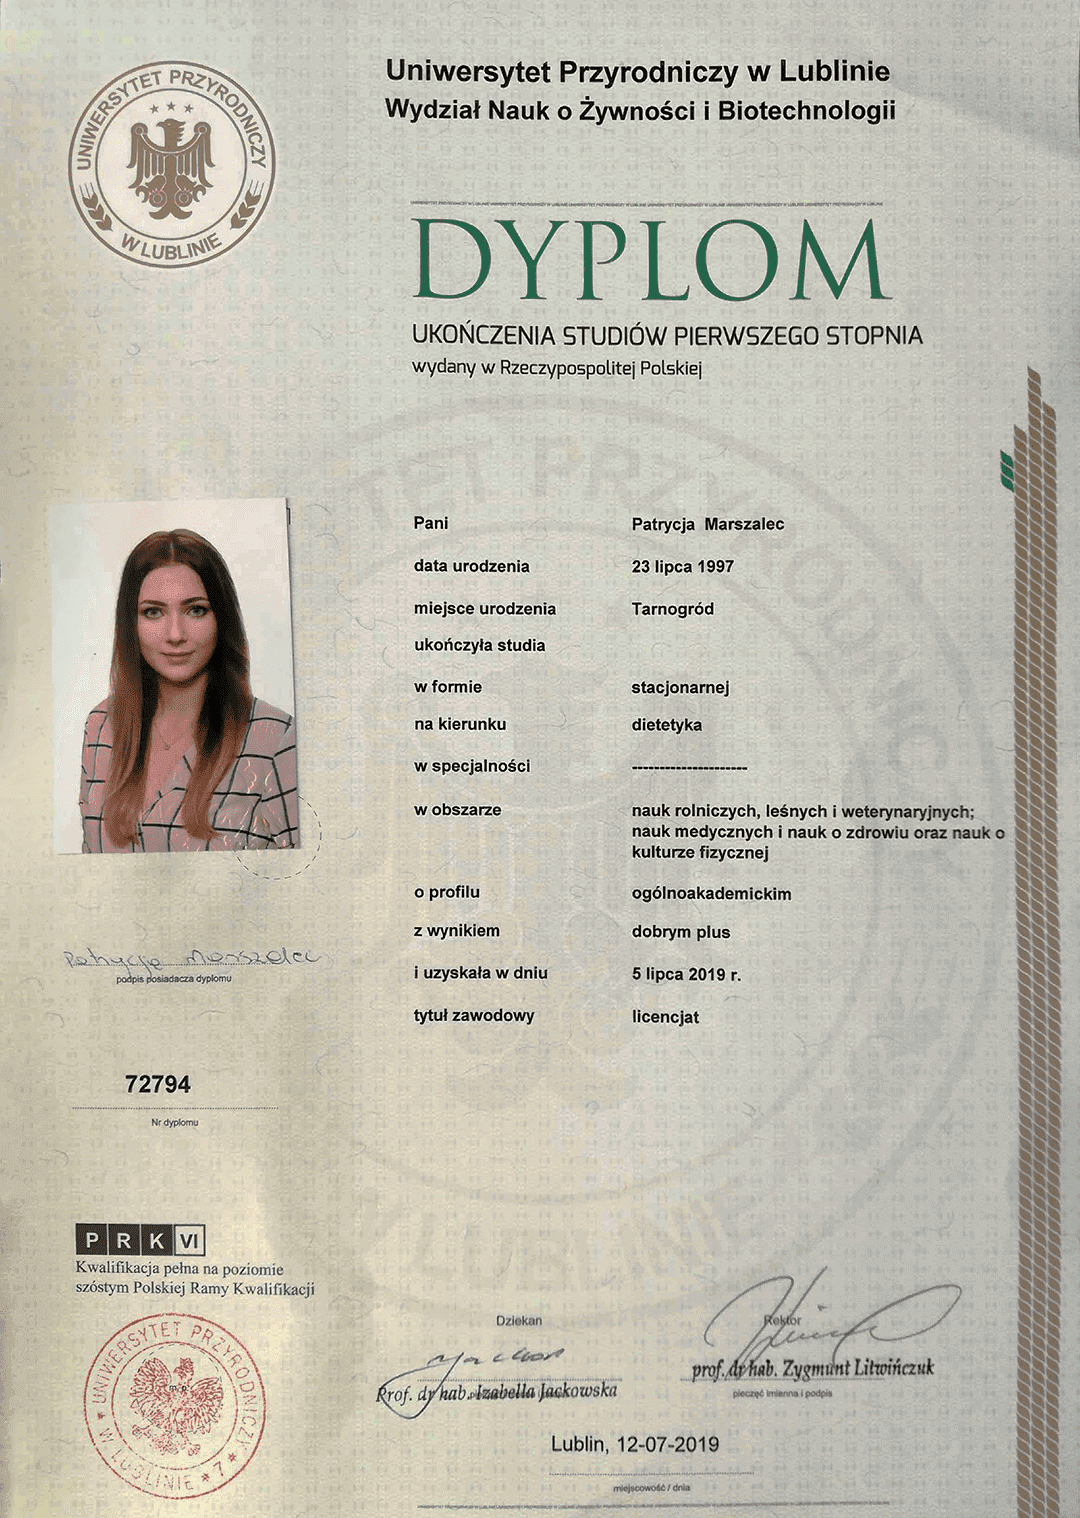 UNIWERSYTET PRZYRODNICZY
W LUBLINIE
Uniwersytet Przyrodniczy w Lublinie
Wydział Nauk o Żywności i Biotechnologii
DYPLOM
UKOŃCZENIA STUDIÓW PIERWSZEGO STOPNIA
wydany w Rzeczypospolitej Polskiej
Pani Patrycja Marszalec
data urodzenia 23 lipca 1997
miejsce urodzenia Tarnogród
ukończyła studia
w formie stacjonarnej
na kierunku dietetyka
w specjalności ---------------------
w obszarze nauk rolniczych, leśnych i weterynaryjnych;
nauk medycznych i nauk o zdrowiu oraz nauk o
kulturze fizycznej
o profilu ogólnoakademickim
z wynikiem dobrym plus
i uzyskała w dniu 5 lipca 2019 r.
tytuł zawodowy licencjat
Patrycja Marszalec
podpis posiadacza dyplomu
72794
Nr dyplomu
PRK VI
Kwalifikacja pełna na poziomie
szóstym Polskiej Ramy Kwalifikacji
UNIWERSYTET PRZYRODNICZY
W LUBLINIE * 7 *
Dziekan
Prof. dr hab. Izabella Jackowska
Rektor
prof. dr hab. Zygmunt Litwińczuk
pieczęć imienna i podpis
Lublin, 12-07-2019
miejscowość / dnia